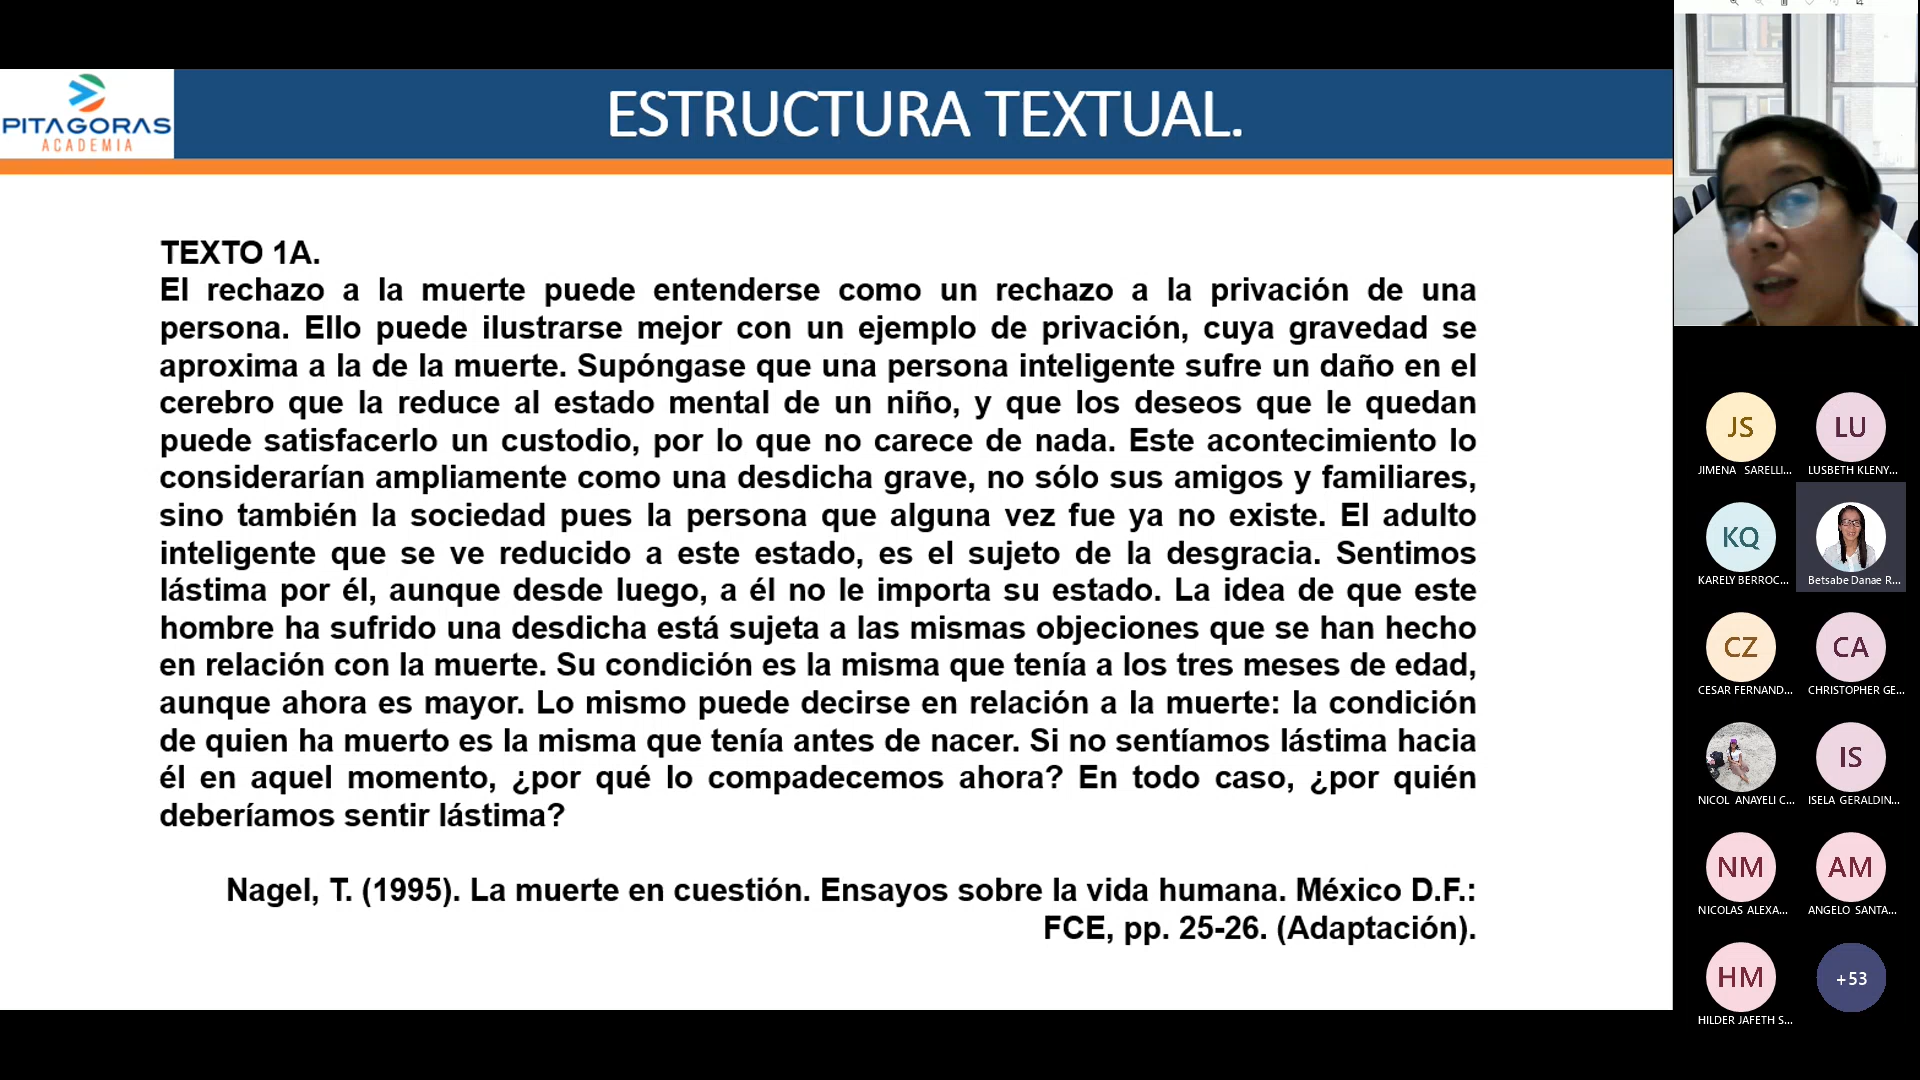 PITAGORAS
ACADEMIA
ESTRUCTURA TEXTUAL.
TEXTO 1A.
El rechazo a la muerte puede entenderse como un rechazo a la privación de una
persona. Ello puede ilustrarse mejor con un ejemplo de privación, cuya gravedad se
aproxima a la de la muerte. Supóngase que una persona inteligente sufre un daño en el
cerebro que la reduce al estado mental de un niño, y que los deseos que le quedan
puede satisfacerlo un custodio, por lo que no carece de nada. Este acontecimiento lo
considerarían ampliamente como una desdicha grave, no sólo sus amigos y familiares,
sino también la sociedad pues la persona que alguna vez fue ya no existe. El adulto
inteligente que se ve reducido a este estado, es el sujeto de la desgracia. Sentimos
lástima por él, aunque desde luego, a él no le importa su estado. La idea de que este
hombre ha sufrido una desdicha está sujeta a las mismas objeciones que se han hecho
en relación con la muerte. Su condición es la misma que tenía a los tres meses de edad,
aunque ahora es mayor. Lo mismo puede decirse en relación a la muerte: la condición
de quien ha muerto es la misma que tenía antes de nacer. Si no sentíamos lástima hacia
él en aquel momento, ¿por qué lo compadecemos ahora? En todo caso, ¿por quién
deberíamos sentir lástima?
Nagel, T. (1995). La muerte en cuestión. Ensayos sobre la vida humana. México D.F.:
FCE, pp. 25-26. (Adaptación).
JS
LU
JIMENA SARELLI...
LUSBETH KLENY...
KQ
KARELY BERROC...
Betsabe Danae R...
CZ
CA
CESAR FERNAND...
CHRISTOPHER GE...
IS
NICOL ANAYELI C...
ISELA GERALDIN...
NM
AM
NICOLAS ALEXA...
ANGELO SANTA...
HM
+53
HILDER JAFETH S...